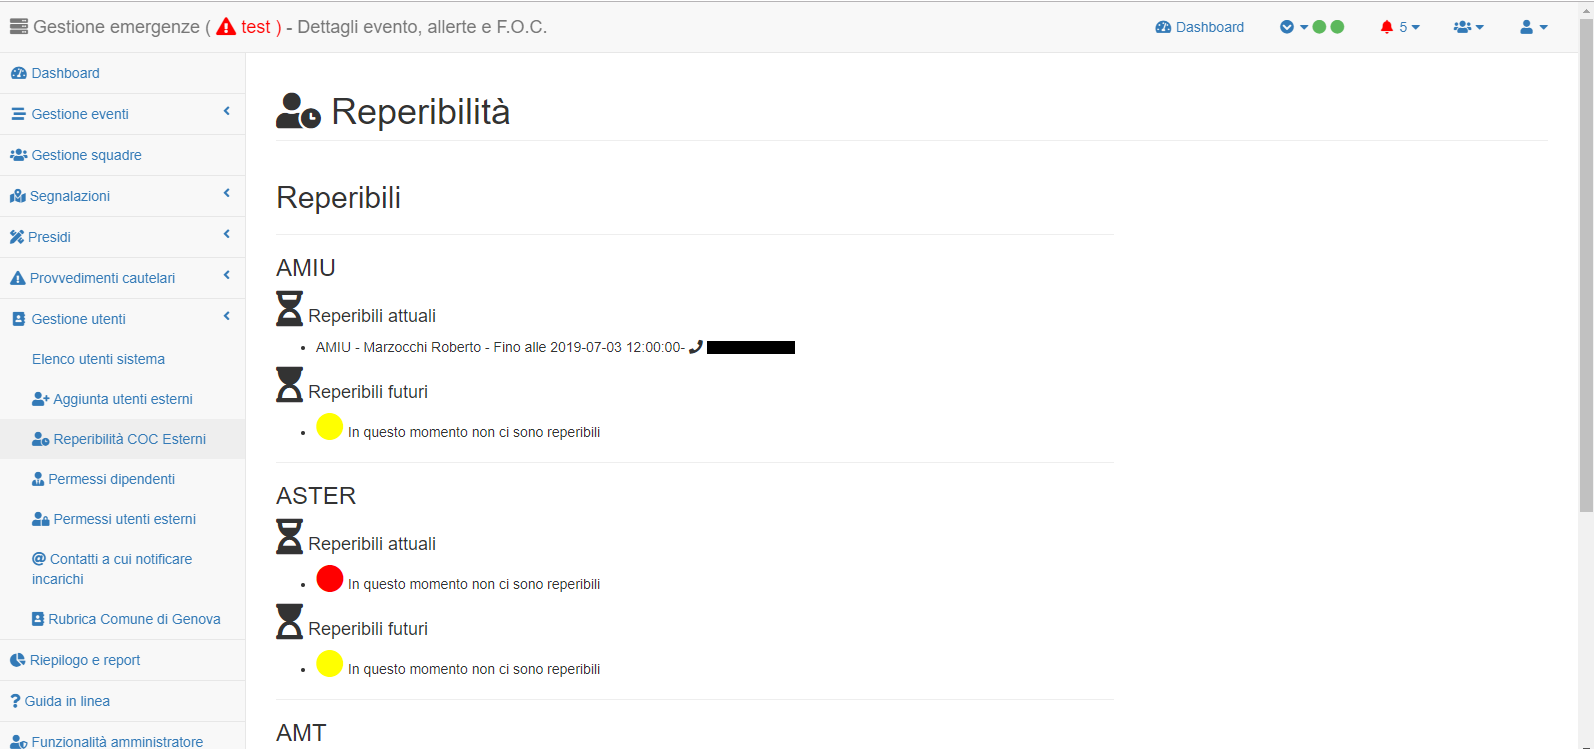 Gestione emergenze ( test ) - Dettagli evento, allerte e F.O.C.
Dashboard
5
Dashboard
Gestione eventi
Gestione squadre
Segnalazioni
Presidi
Provvedimenti cautelari
Gestione utenti
Elenco utenti sistema
Aggiunta utenti esterni
Reperibilità COC Esterni
Permessi dipendenti
Permessi utenti esterni
@ Contatti a cui notificare
incarichi
Rubrica Comune di Genova
Riepilogo e report
? Guida in linea
Funzionalità amministratore
Reperibilità
Reperibili
AMIU
Reperibili attuali
• AMIU - Marzocchi Roberto - Fino alle 2019-07-03 12:00:00-
Reperibili futuri
• In questo momento non ci sono reperibili
ASTER
Reperibili attuali
• In questo momento non ci sono reperibili
Reperibili futuri
• In questo momento non ci sono reperibili
AMT